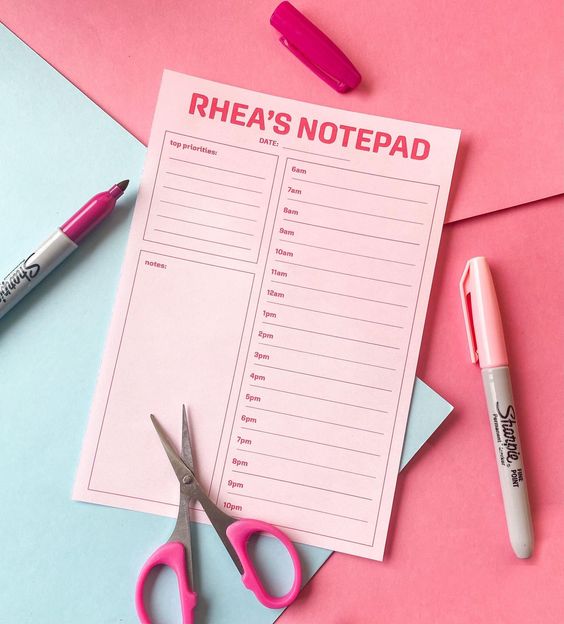 RHEA'S NOTEPAD
DATE:
top priorities:
notes:
6am
7am
8am
9am
10am
11am
12am
1pm
2pm
3pm
4pm
5pm
6pm
7pm
8pm
9pm
10pm
Sharpie
Sharpie
FINE POINT
Permanent Marker